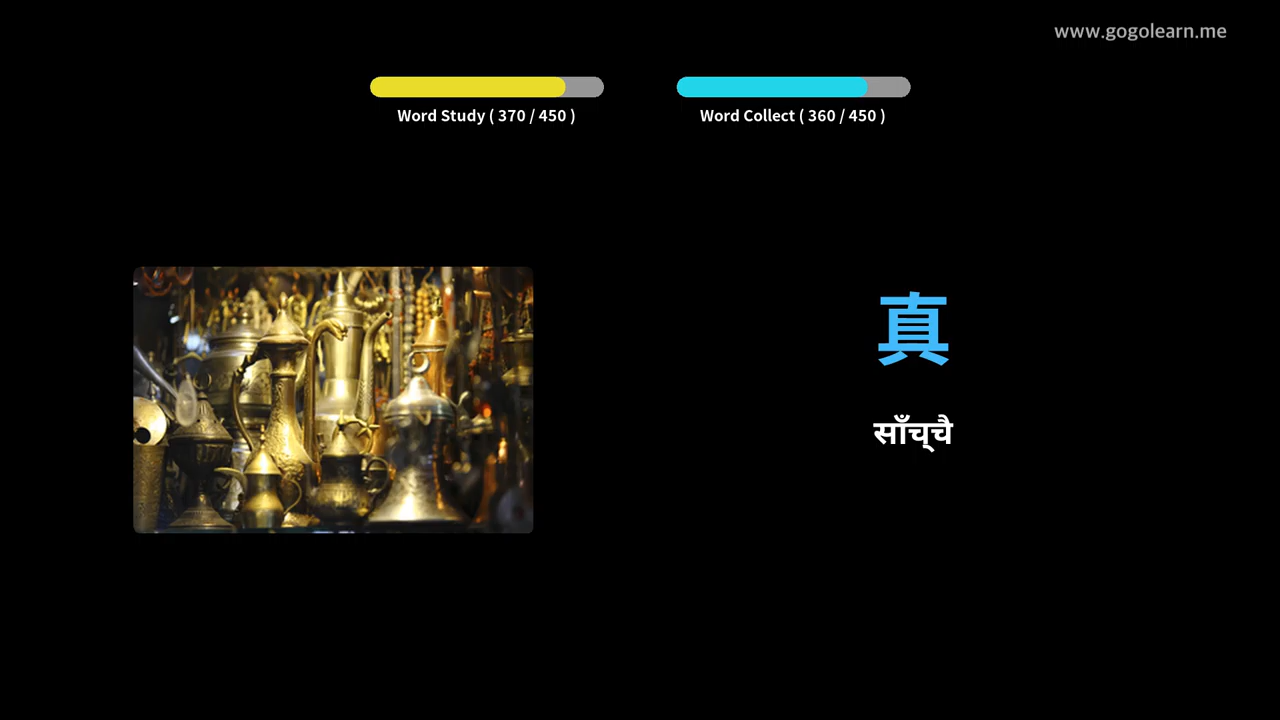 www.gogolearn.me
Word Study ( 370 / 450 )
Word Collect ( 360 / 450 )
真
साँच्‌चै